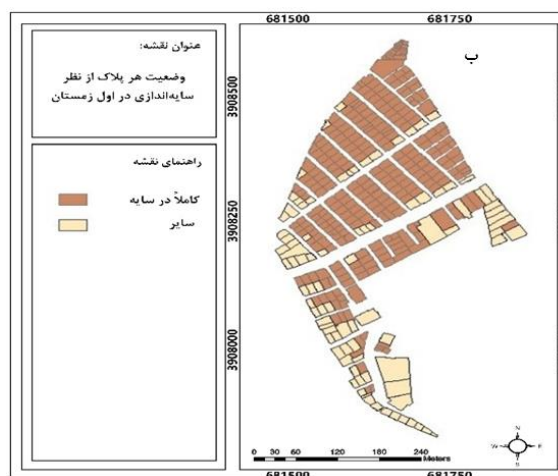 عنوان نقشه:
وضعیت هر پلاک از نظر
سایه‌اندازی در اول زمستان
راهنمای نقشه
کاملاً در سایه
سایر
ب
681500 681750
3908500
3908250
3908000
0 30 60 120 180 240
Meters
N
E
S
681500 681750